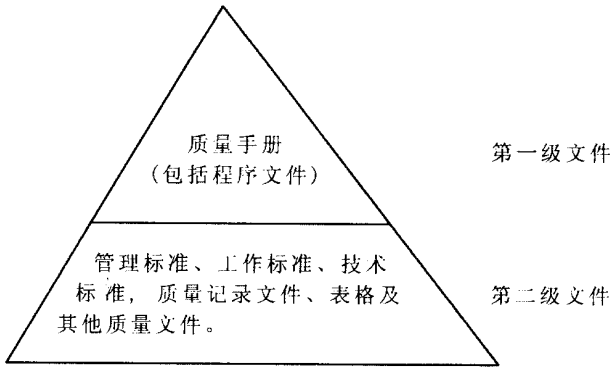 质量手册
(包括程序文件)
第一级文件
管理标准、工作标准、技术
标准, 质量记录文件、表格及
其他质量文件。
第二级文件